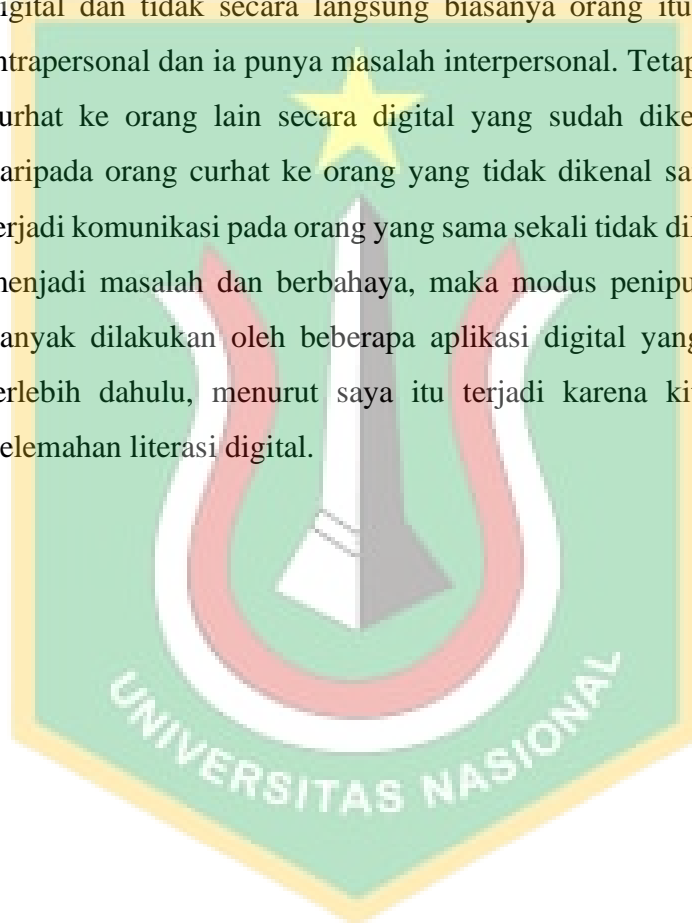 igital dan tidak secara langsung biasanya orang itu
ntrapersonal dan ia punya masalah interpersonal. Tetap
urhat ke orang lain secara digital yang sudah dike
aripada orang curhat ke orang yang tidak dikenal sa
erjadi komunikasi pada orang yang sama sekali tidak di
nenjadi masalah dan berbahaya, maka modus penipu
anyak dilakukan oleh beberapa aplikasi digital yang
erlebih dahulu, menurut saya itu terjadi karena ki
elemahan literasi digital.
UNIVERSITAS NASIONAL